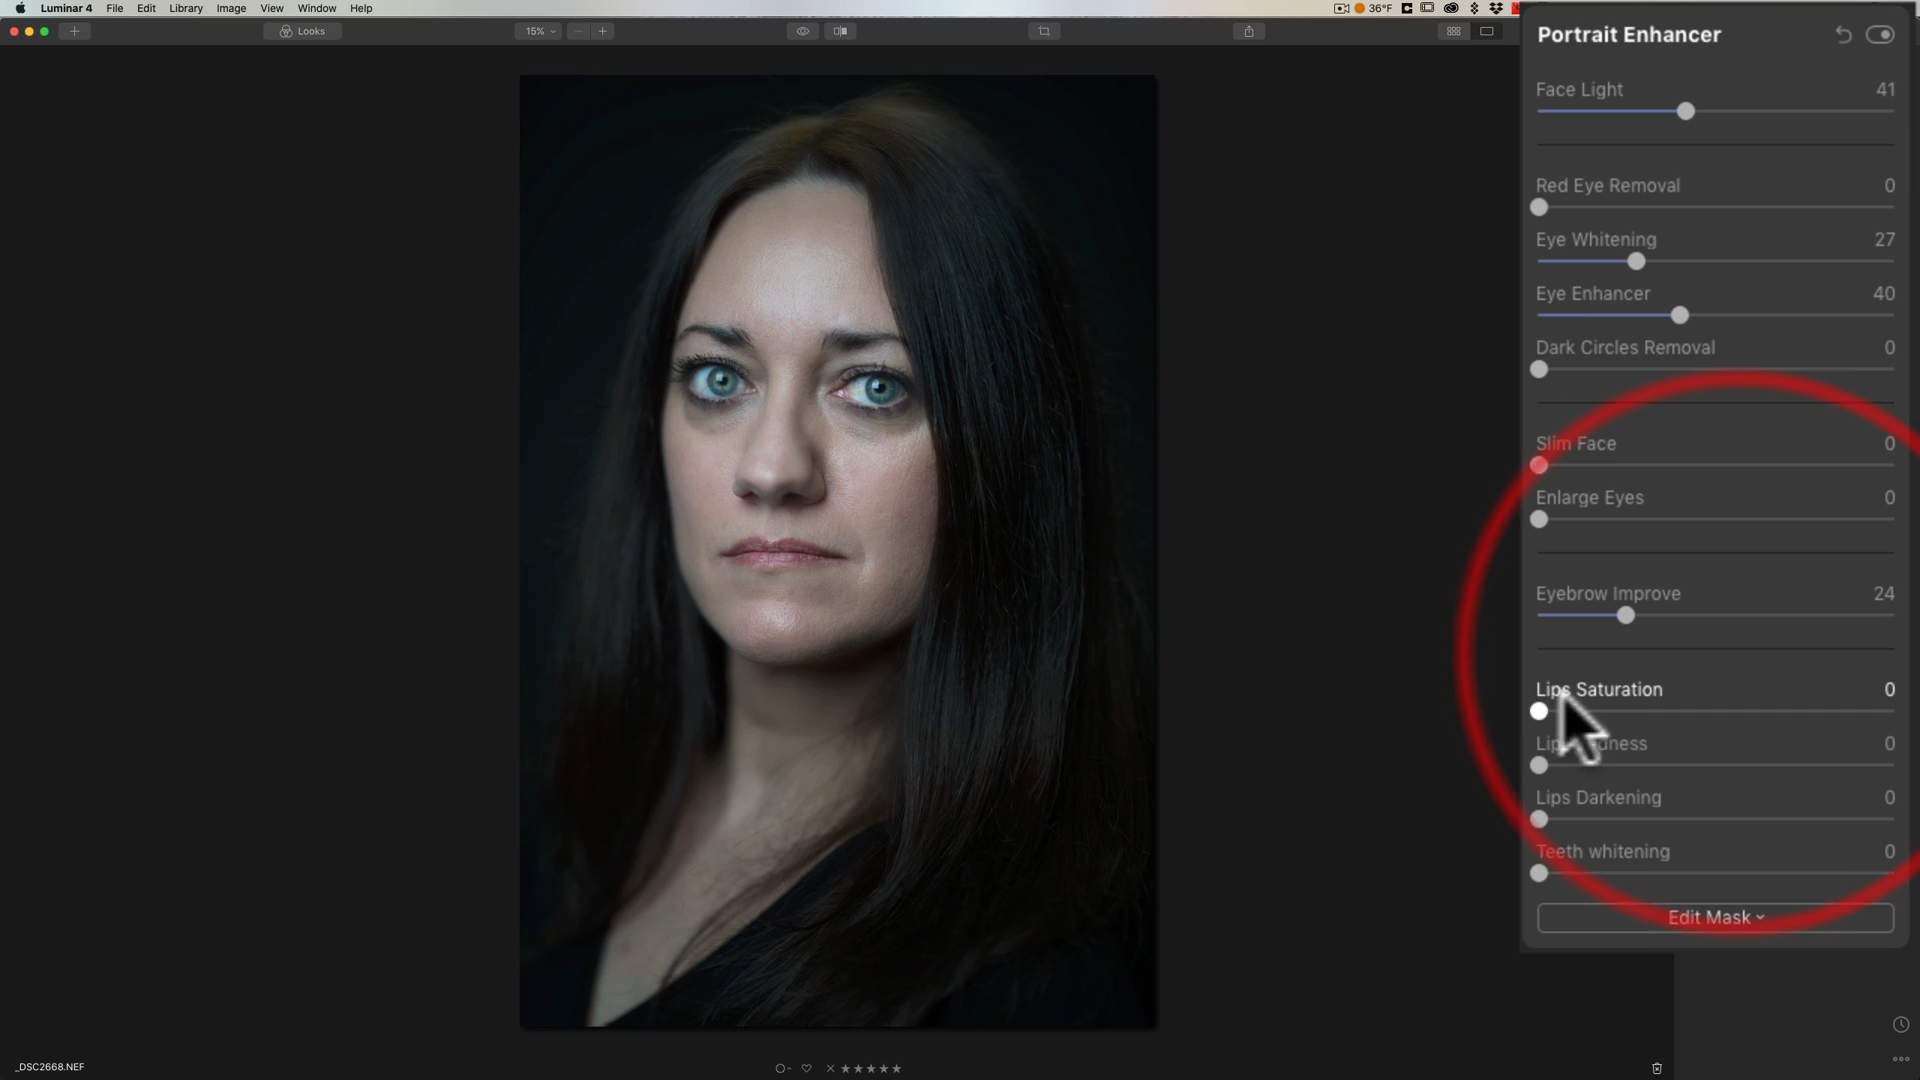 Luminar 4 File Edit Library Image View Window Help 36°F
Looks 15%
Portrait Enhancer
Face Light 41
Red Eye Removal 0
Eye Whitening 27
Eye Enhancer 40
Dark Circles Removal 0
Slim Face 0
Enlarge Eyes 0
Eyebrow Improve 24
Lips Saturation 0
0
Lips Darkening 0
Teeth whitening 0
Edit Mask
_DSC2668.NEF